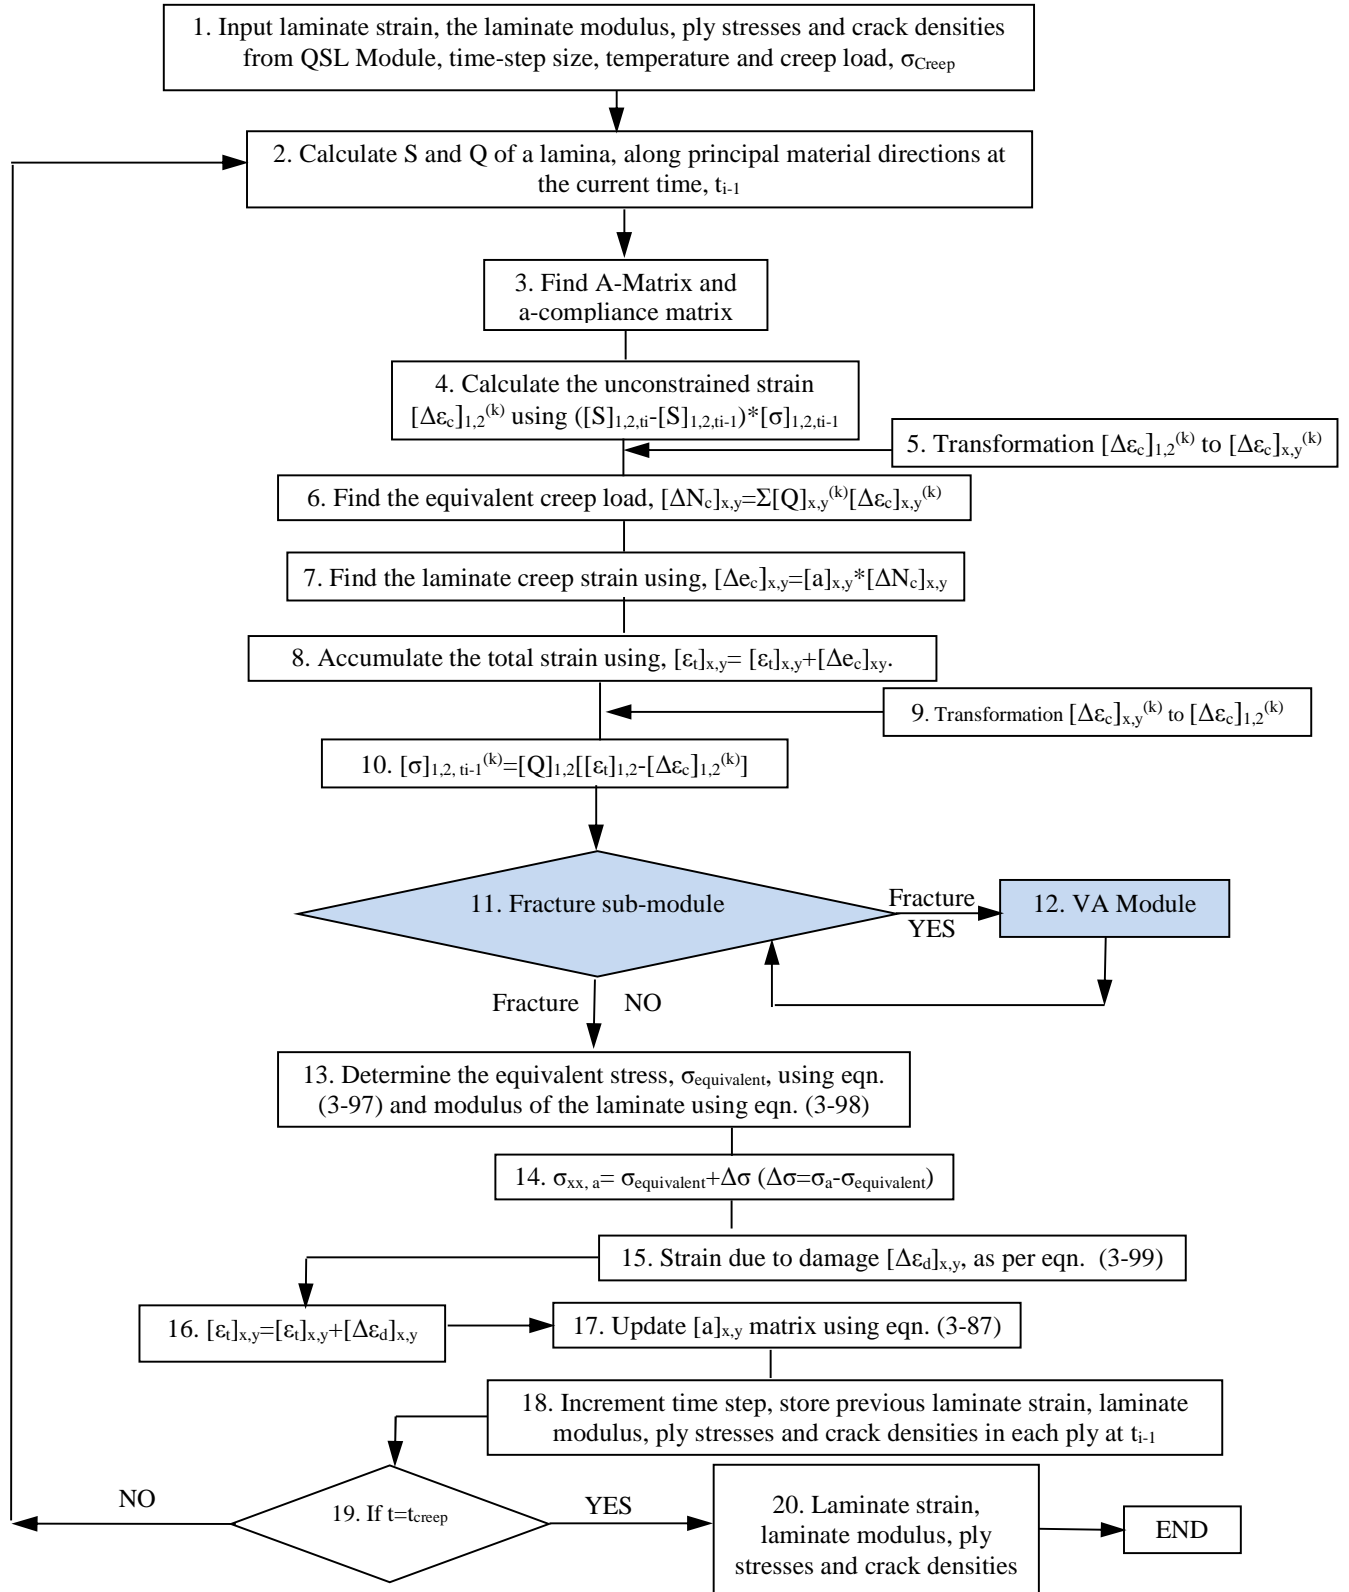 1. Input laminate strain, the laminate modulus, ply stresses and crack densities
from QSL Module, time-step size, temperature and creep load, σCreep
2. Calculate S and Q of a lamina, along principal material directions at
the current time, ti-1
3. Find A-Matrix and
a-compliance matrix
4. Calculate the unconstrained strain
[Δεc]1,2(k) using ([S]1,2,ti-[S]1,2,ti-1)*[σ]1,2,ti-1
5. Transformation [Δεc]1,2(k) to [Δεc]x,y(k)
6. Find the equivalent creep load, [ΔNc]x,y=Σ[Q]x,y(k)[Δεc]x,y(k)
7. Find the laminate creep strain using, [Δec]x,y=[a]x,y*[ΔNc]x,y
8. Accumulate the total strain using, [εt]x,y= [εt]x,y+[Δec]xy.
9. Transformation [Δεc]x,y(k) to [Δεc]1,2(k)
10. [σ]1,2, ti-1(k)=[Q]1,2[[εt]1,2-[Δεc]1,2(k)]
11. Fracture sub-module
Fracture
YES
12. VA Module
Fracture NO
13. Determine the equivalent stress, σequivalent, using eqn.
(3-97) and modulus of the laminate using eqn. (3-98)
14. σxx, a= σequivalent+Δσ (Δσ=σa-σequivalent)
15. Strain due to damage [Δεd]x,y, as per eqn. (3-99)
16. [εt]x,y=[εt]x,y+[Δεd]x,y
17. Update [a]x,y matrix using eqn. (3-87)
18. Increment time step, store previous laminate strain, laminate
modulus, ply stresses and crack densities in each ply at ti-1
NO
19. If t=tcreep
YES
20. Laminate strain,
laminate modulus, ply
stresses and crack densities
END